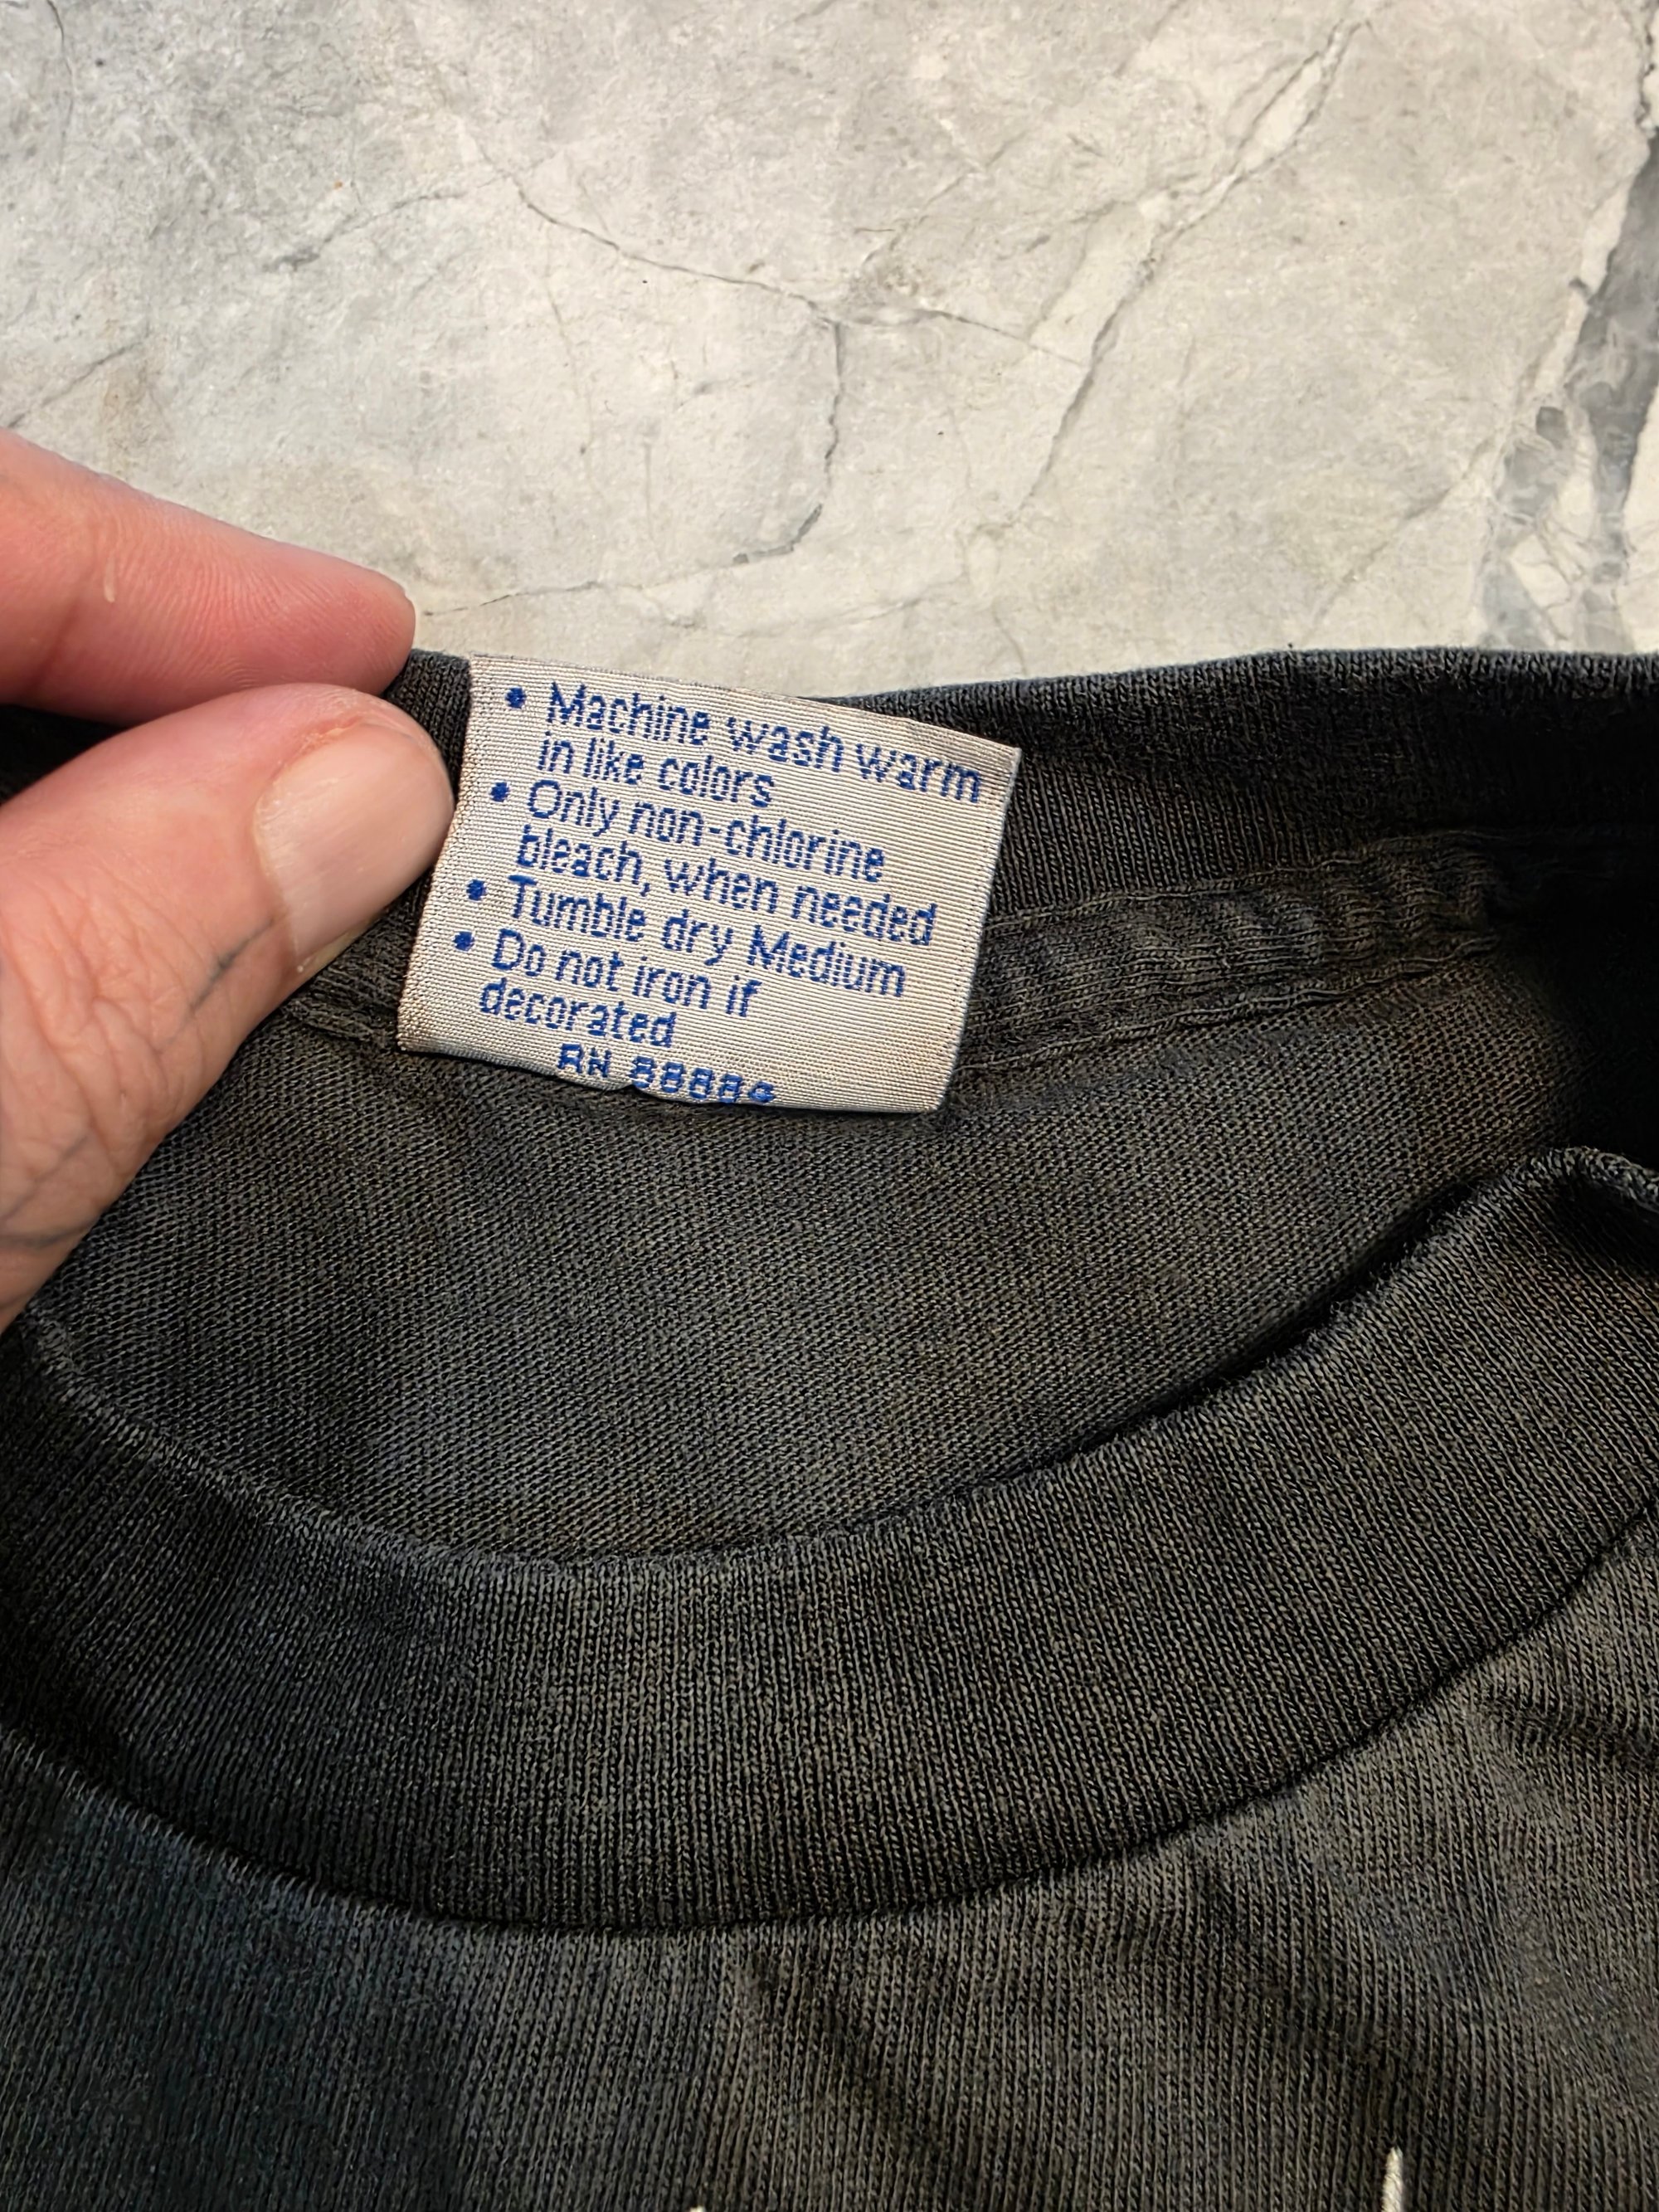 • Machine wash warm
in like colors
• Only non-chlorine
bleach, when needed
• Tumble dry Medium
• Do not iron if
decorated
RN